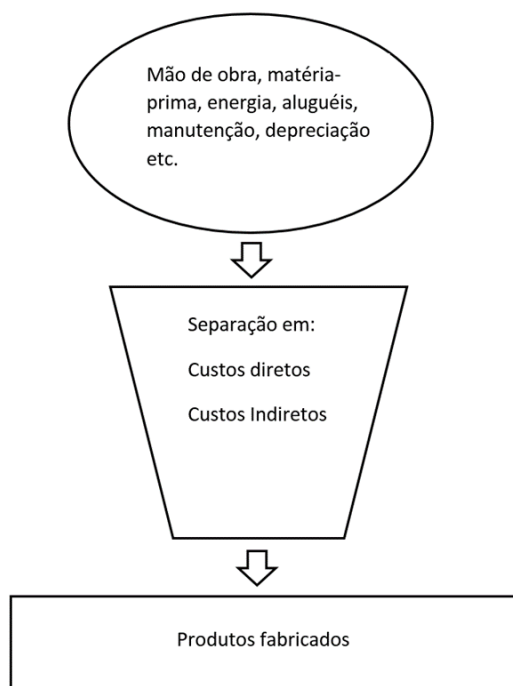 Mão de obra, matéria-
prima, energia, aluguéis,
manutenção, depreciação
etc.
Separação em:
Custos diretos
Custos Indiretos
Produtos fabricados